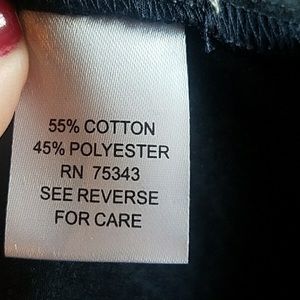 55% COTTON
45% POLYESTER
RN 75343
SEE REVERSE
FOR CARE